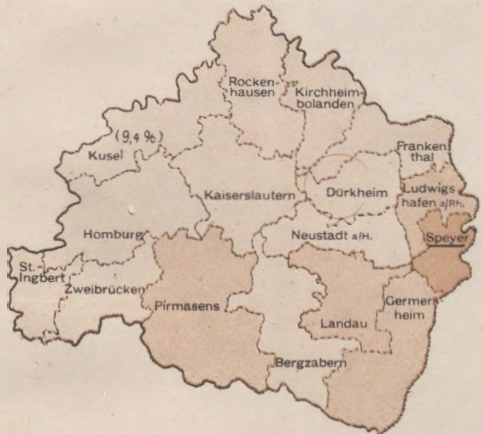 Rocken-
hausen
Kirchheim-
bolanden
(9,4%)
Kusel
Franken
thal
Kaiserslautern
Dürkheim
Ludwigs
hafen a/Rh.
Homburg
Neustadt a/H.
Speyer
St.-
Ingbert
Zweibrücken
Pirmasens
Landau
Germers
heim
Bergzabern